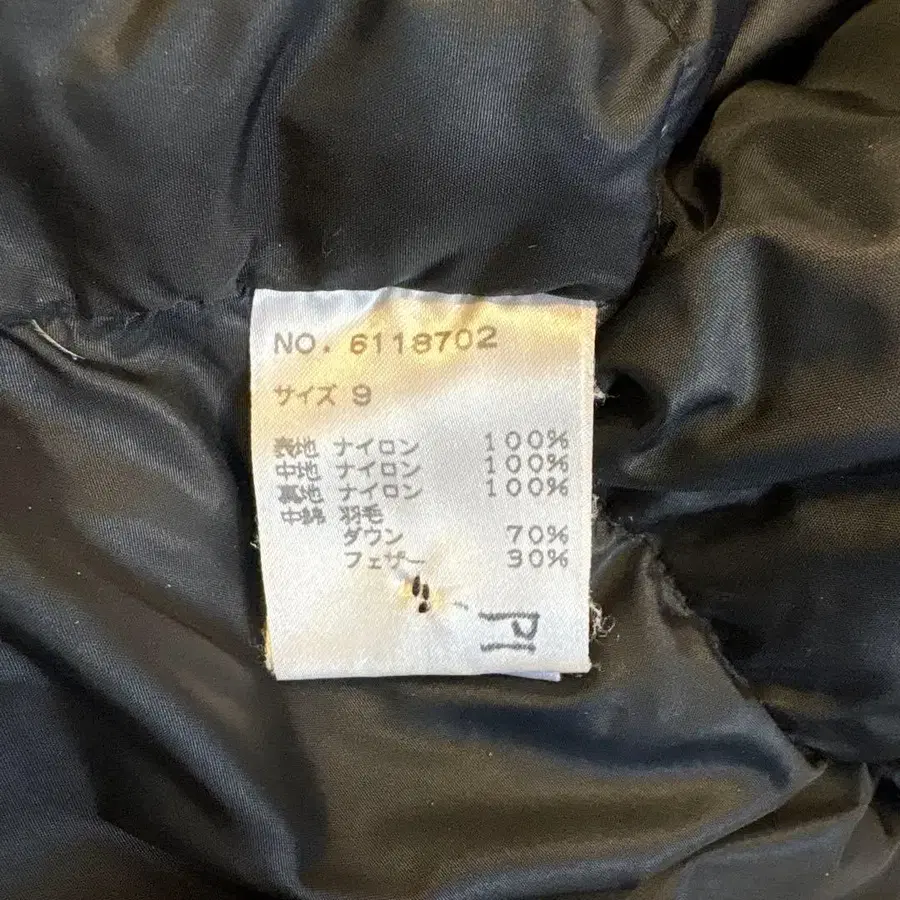 NO. 6118702
サイズ 9
表地 ナイロン 100%
中地 ナイロン 100%
裏地 ナイロン 100%
中綿 羽毛
ダウン 70%
フェザー 30%